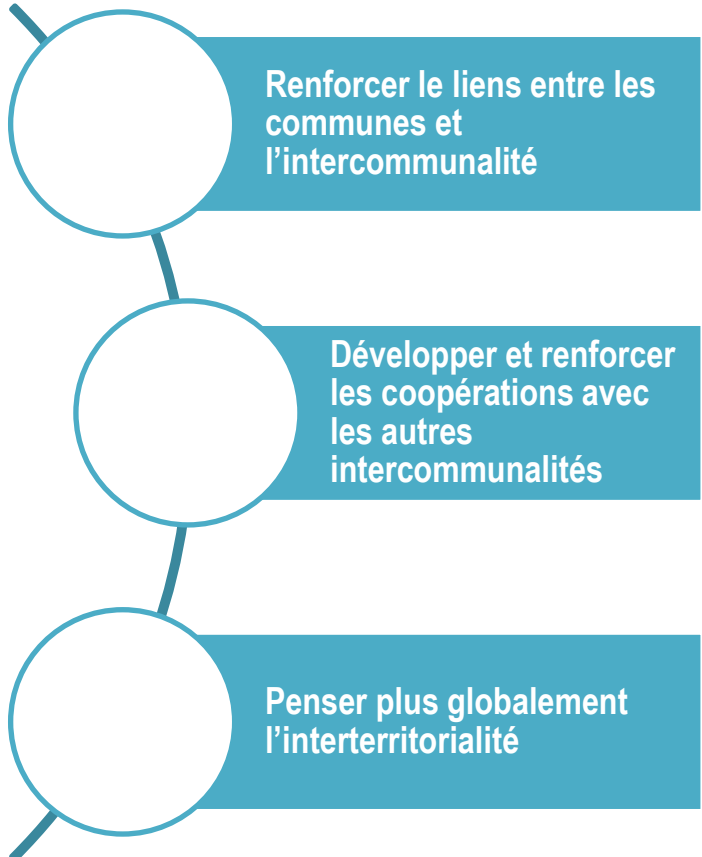 Renforcer le liens entre les
communes et
l’intercommunalité
Développer et renforcer
les coopérations avec
les autres
intercommunalités
Penser plus globalement
l’interterritorialité